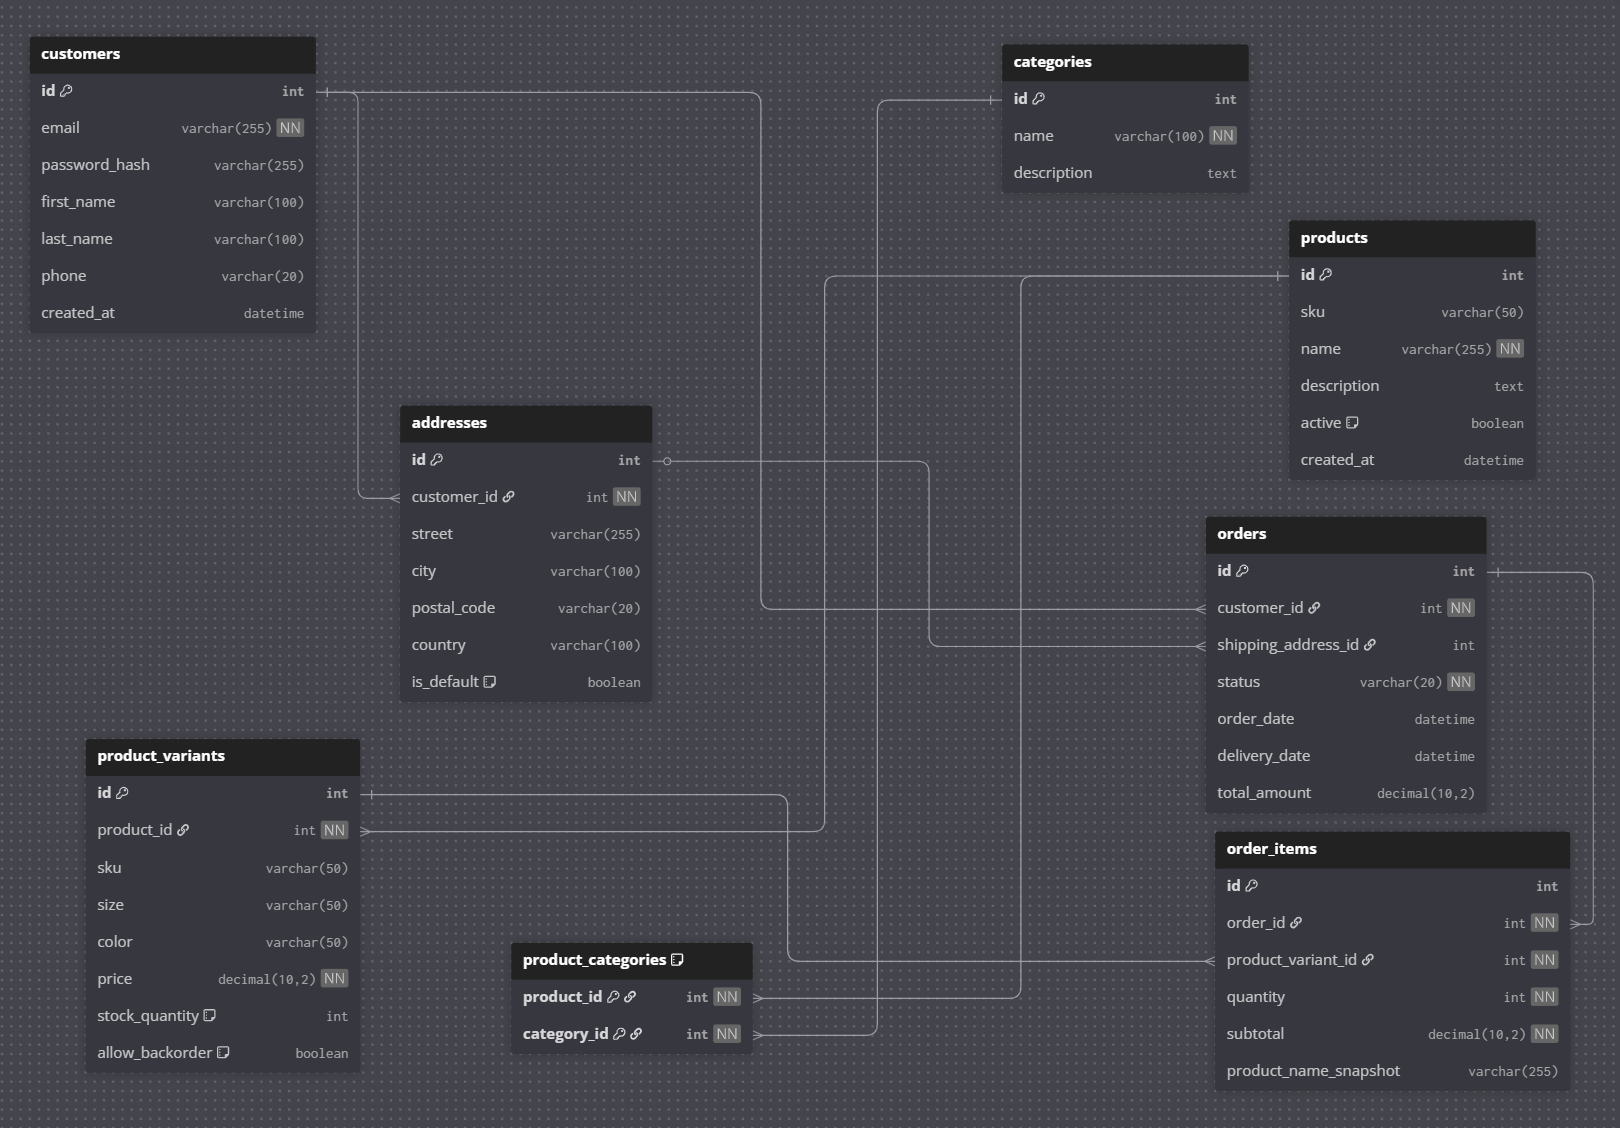 customers
id int
email varchar(255) NN
password_hash varchar(255)
first_name varchar(100)
last_name varchar(100)
phone varchar(20)
created_at datetime
categories
id int
name varchar(100) NN
description text
products
id int
sku varchar(50)
name varchar(255) NN
description text
active boolean
created_at datetime
addresses
id int
customer_id int NN
street varchar(255)
city varchar(100)
postal_code varchar(20)
country varchar(100)
is_default boolean
orders
id int
customer_id int NN
shipping_address_id int
status varchar(20) NN
order_date datetime
delivery_date datetime
total_amount decimal(10,2)
product_variants
id int
product_id int NN
sku varchar(50)
size varchar(50)
color varchar(50)
price decimal(10,2) NN
stock_quantity int
allow_backorder boolean
product_categories
product_id int NN
category_id int NN
order_items
id int
order_id int NN
product_variant_id int NN
quantity int NN
subtotal decimal(10,2) NN
product_name_snapshot varchar(255)